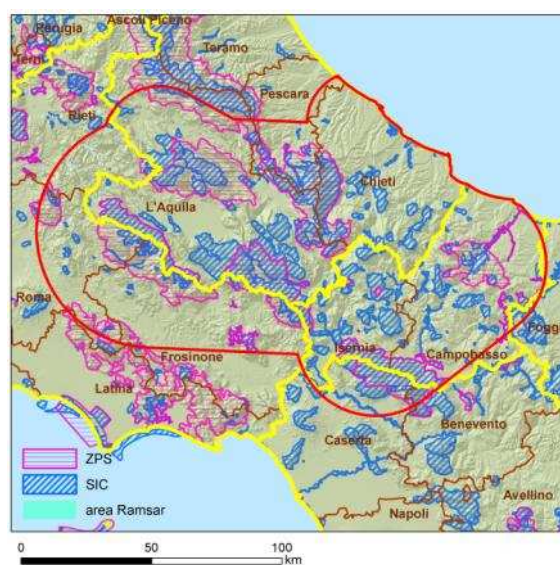 Perugia
Ascoli Piceno
Teramo
Terni
Pescara
Rieti
Chieti
L'Aquila
Roma
Foggi
Frosinone
Isernia
Campobasso
Latina
Benevento
Caserta
ZPS
SIC
area Ramsar
Avellino
Napoli
0 50 100
km